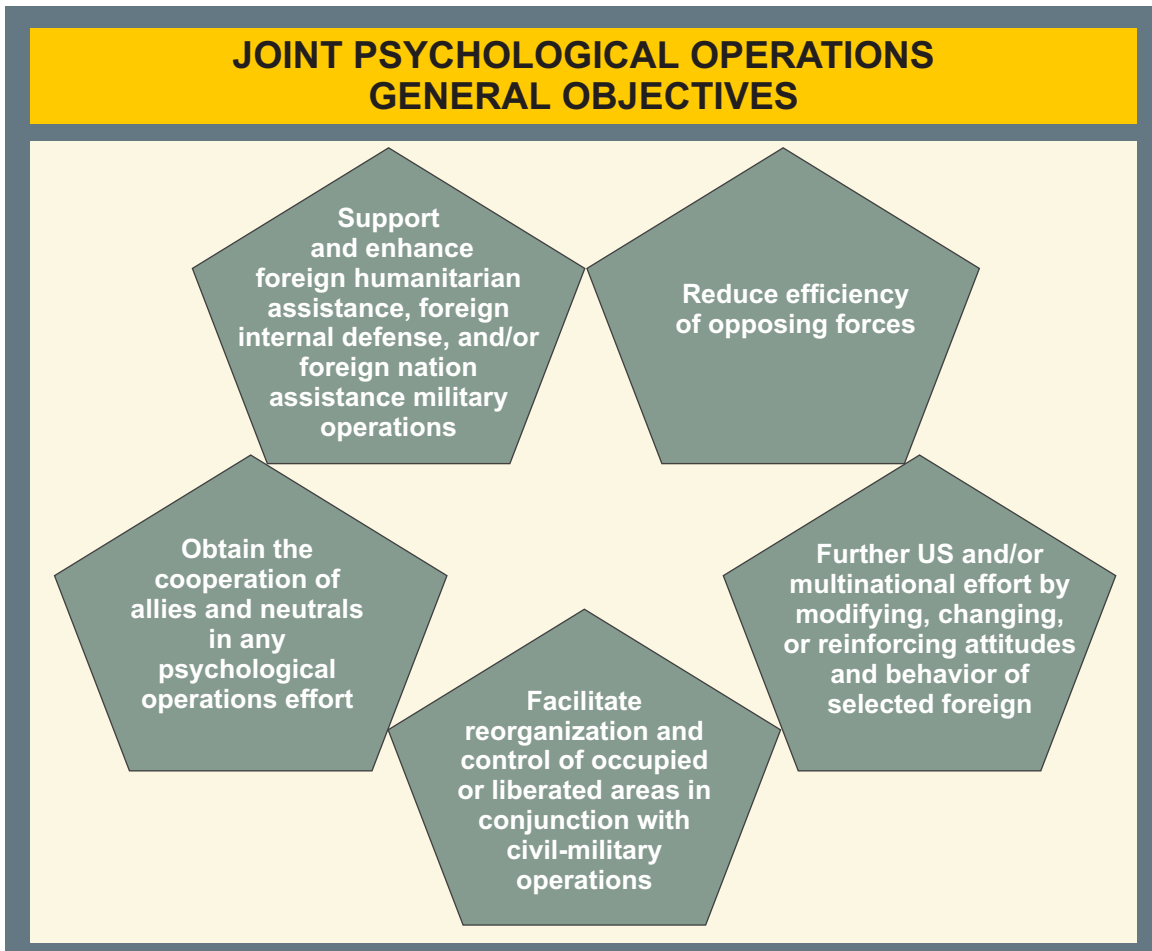 JOINT PSYCHOLOGICAL OPERATIONS
GENERAL OBJECTIVES
Support
and enhance
foreign humanitarian
assistance, foreign
internal defense, and/or
foreign nation
assistance military
operations
Reduce efficiency
of opposing forces
Obtain the
cooperation of
allies and neutrals
in any
psychological
operations effort
Further US and/or
multinational effort by
modifying, changing,
or reinforcing attitudes
and behavior of
selected foreign
Facilitate
reorganization and
control of occupied
or liberated areas in
conjunction with
civil-military
operations